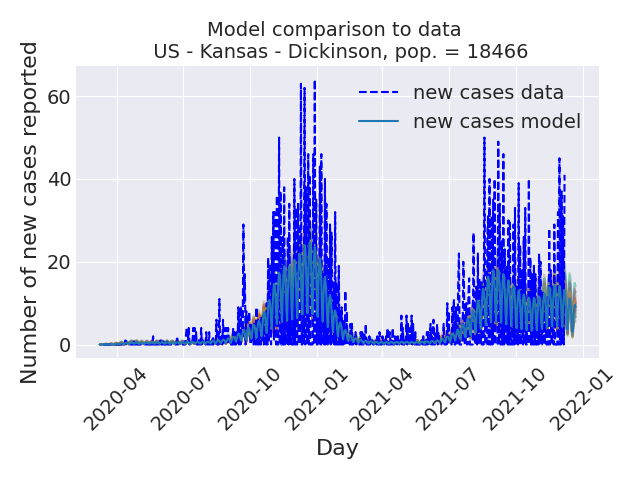 Model comparison to data
US - Kansas - Dickinson, pop. = 18466
Number of new cases reported
60
40
20
0
new cases data
new cases model
2020-04
2020-07
2020-10
2021-01
2021-04
2021-07
2021-10
2022-01
Day